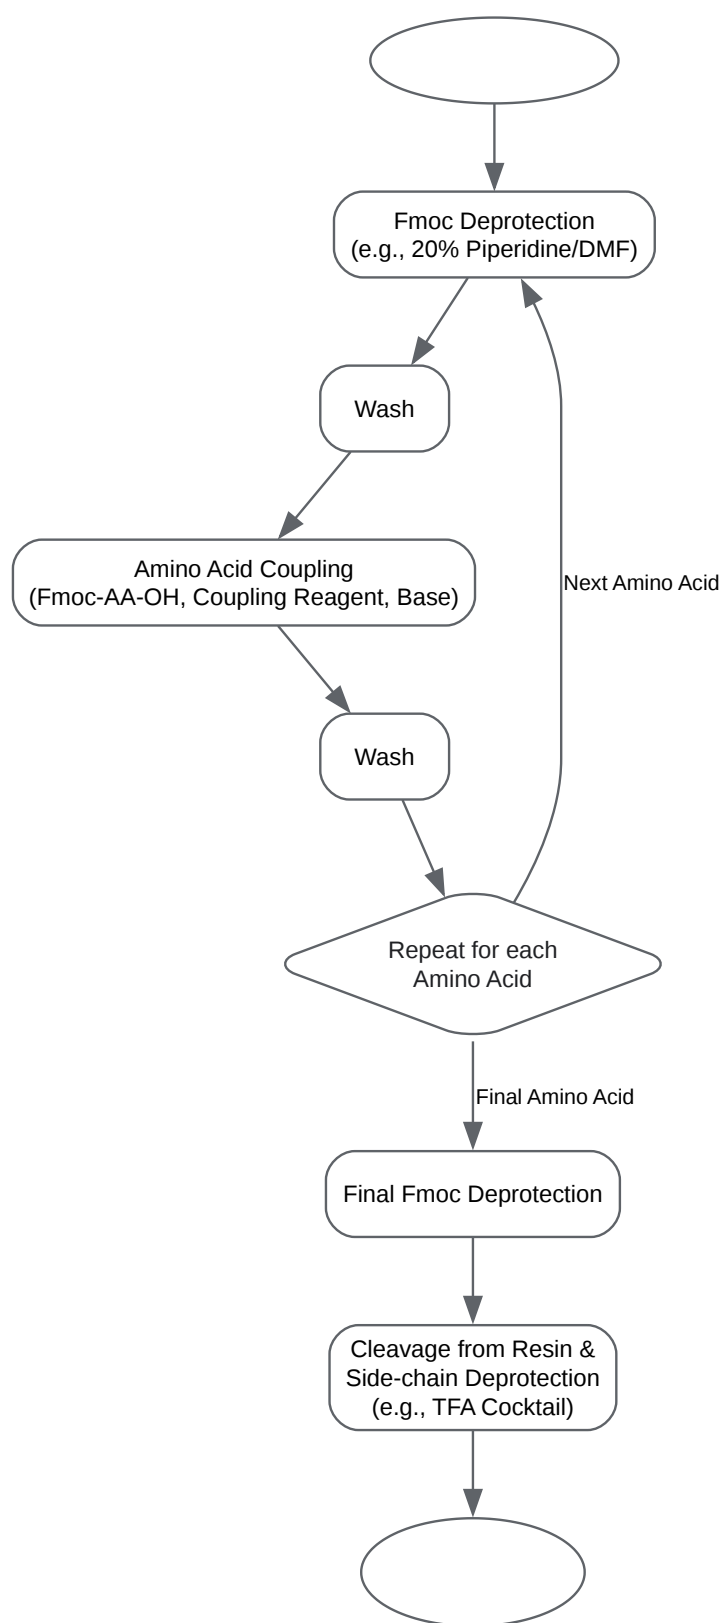 Fmoc Deprotection
(e.g., 20% Piperidine/DMF)
Wash
Amino Acid Coupling
(Fmoc-AA-OH, Coupling Reagent, Base)
Next Amino Acid
Wash
Repeat for each
Amino Acid
Final Amino Acid
Final Fmoc Deprotection
Cleavage from Resin &
Side-chain Deprotection
(e.g., TFA Cocktail)